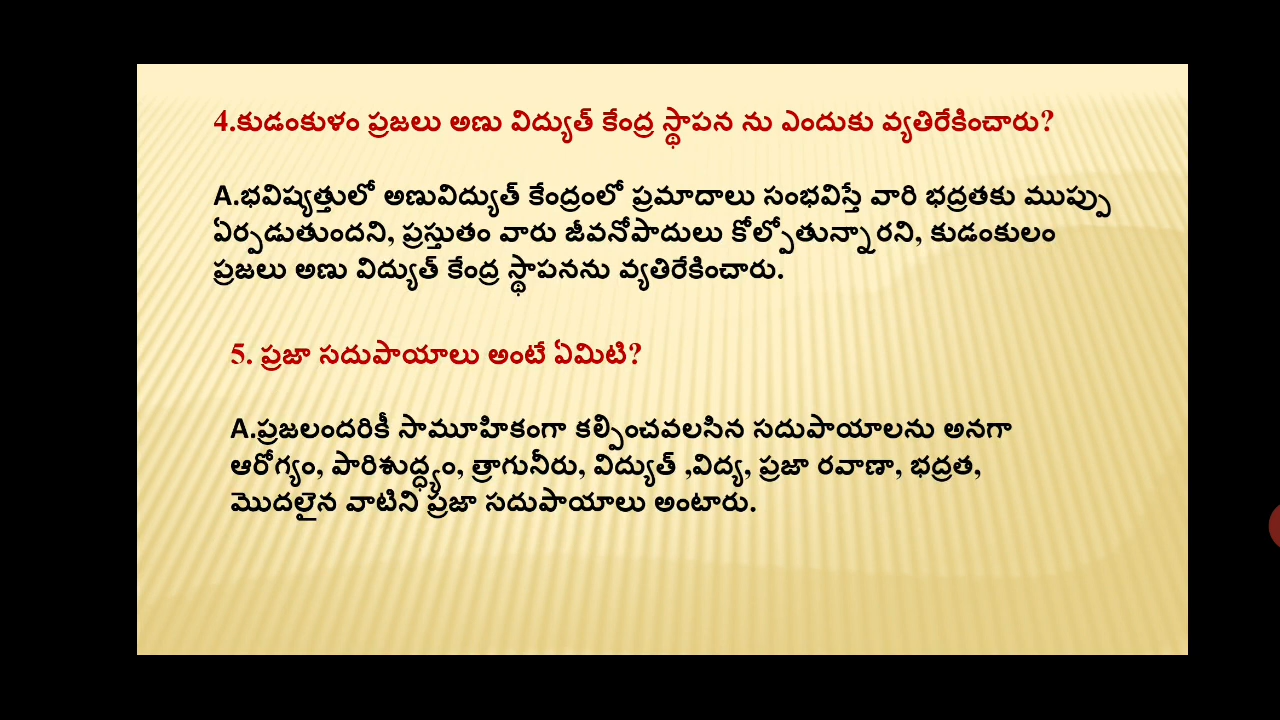 4.కుడంకుళం ప్రజలు అణు విద్యుత్ కేంద్ర స్థాపన ను ఎందుకు వ్యతిరేకించారు?
A.భవిష్యత్తులో అణువిద్యుత్ కేంద్రంలో ప్రమాదాలు సంభవిస్తే వారి భద్రతకు ముప్పు
ఏర్పడుతుందని, ప్రస్తుతం వారు జీవనోపాదులు కోల్పోతున్నారని, కుడంకులం
ప్రజలు అణు విద్యుత్ కేంద్ర స్థాపనను వ్యతిరేకించారు.
5. ప్రజా సదుపాయాలు అంటే ఏమిటి?
A.ప్రజలందరికీ సామూహికంగా కల్పించవలసిన సదుపాయాలను అనగా
ఆరోగ్యం, పారిశుద్ధ్యం, త్రాగునీరు, విద్యుత్ ,విద్య, ప్రజా రవాణా, భద్రత,
మొదలైన వాటిని ప్రజా సదుపాయాలు అంటారు.